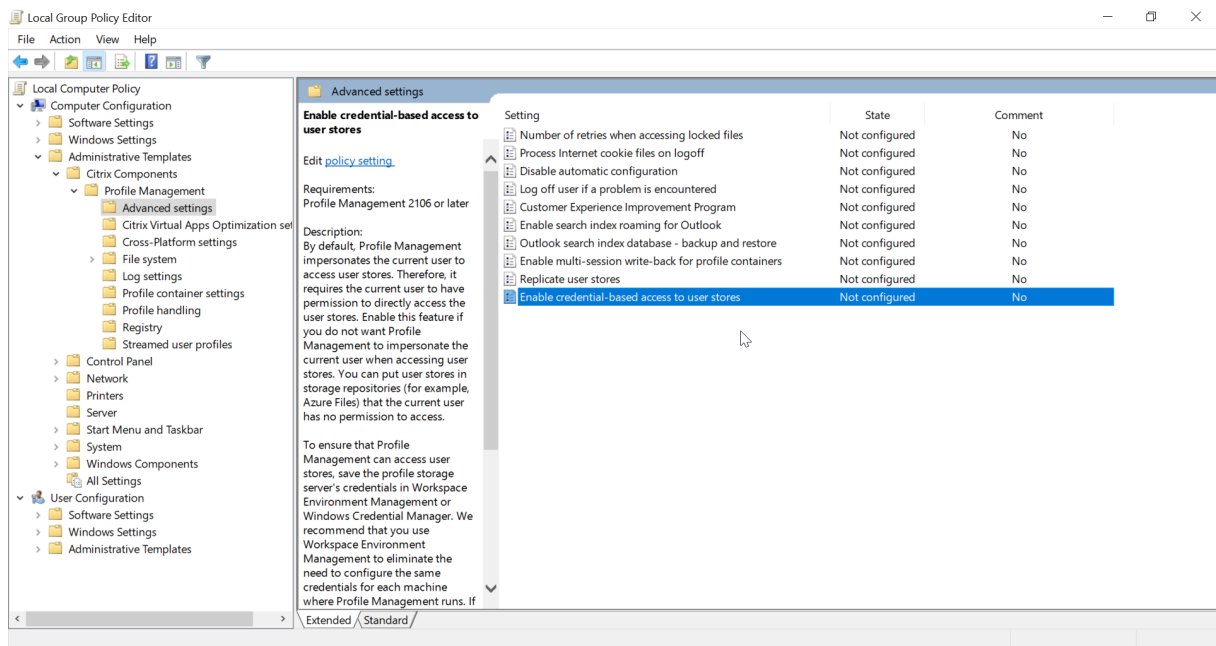 Local Group Policy Editor
File Action View Help
Local Computer Policy
Computer Configuration
Software Settings
Windows Settings
Administrative Templates
Citrix Components
Profile Management
Advanced settings
Citrix Virtual Apps Optimization set
Cross-Platform settings
File system
Log settings
Profile container settings
Profile handling
Registry
Streamed user profiles
Control Panel
Network
Printers
Server
Start Menu and Taskbar
System
Windows Components
All Settings
User Configuration
Software Settings
Windows Settings
Administrative Templates
Advanced settings
Enable credential-based access to
user stores
Edit policy setting
Requirements:
Profile Management 2106 or later
Description:
By default, Profile Management
impersonates the current user to
access user stores. Therefore, it
requires the current user to have
permission to directly access the
user stores. Enable this feature if
you do not want Profile
Management to impersonate the
current user when accessing user
stores. You can put user stores in
storage repositories (for example,
Azure Files) that the current user
has no permission to access.
To ensure that Profile
Management can access user
stores, save the profile storage
server's credentials in Workspace
Environment Management or
Windows Credential Manager. We
recommend that you use
Workspace Environment
Management to eliminate the
need to configure the same
credentials for each machine
where Profile Management runs. If
Setting State Comment
Number of retries when accessing locked files Not configured No
Process Internet cookie files on logoff Not configured No
Disable automatic configuration Not configured No
Log off user if a problem is encountered Not configured No
Customer Experience Improvement Program Not configured No
Enable search index roaming for Outlook Not configured No
Outlook search index database - backup and restore Not configured No
Enable multi-session write-back for profile containers Not configured No
Replicate user stores Not configured No
Enable credential-based access to user stores Not configured No
Extended Standard